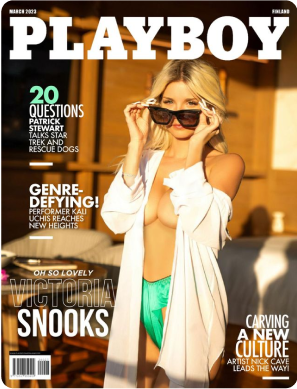 MARCH 2023
FINLAND
PLAYBOY
20
QUESTIONS
PATRICK
STEWART
TALKS STAR
TREK AND
RESCUE DOGS
GENRE-
DEFYING!
PERFORMER KALI
UCHIS REACHES
NEW HEIGHTS
OH SO LOVELY
VICTORIA
SNOOKS
CARVING
A NEW
CULTURE
ARTIST NICK CAVE
LEADS THE WAY!